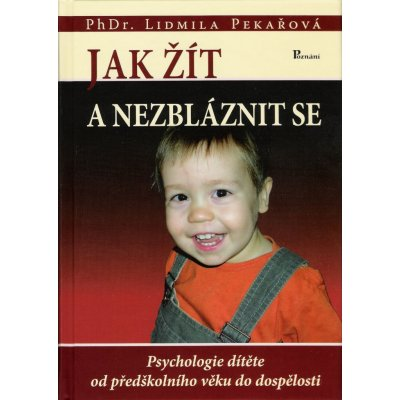 PhDr. Lidmila Pekařová
JAK ŽÍT
Poznání
A NEZBLÁZNIT SE
Psychologie dítěte
od předškolního věku do dospělosti